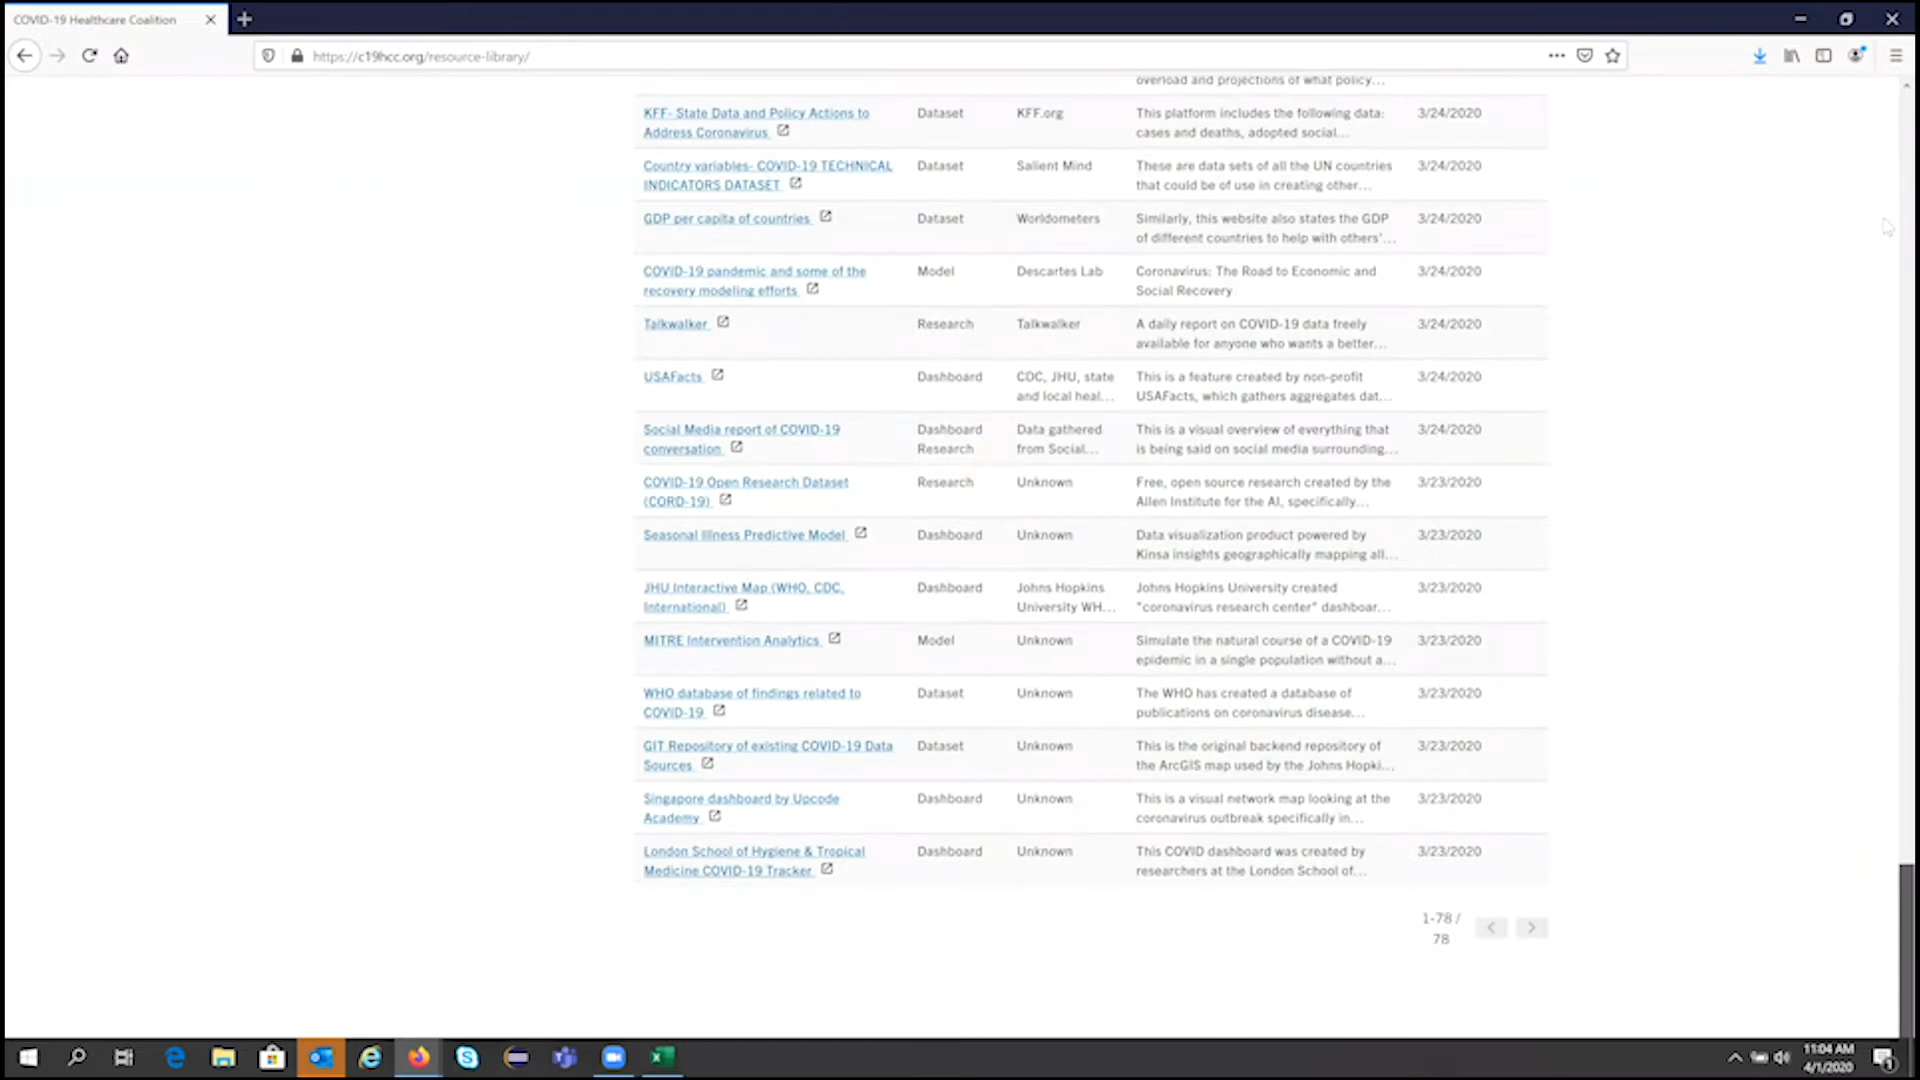 COVID-19 Healthcare Coalition
https://c19hcc.org/resource-library/
overload and projections of what policy...
KFF- State Data and Policy Actions to
Address Coronavirus
Dataset
KFF.org
This platform includes the following data:
cases and deaths, adopted social...
3/24/2020
Country variables- COVID-19 TECHNICAL
INDICATORS DATASET
Dataset
Salient Mind
These are data sets of all the UN countries
that could be of use in creating other...
3/24/2020
GDP per capita of countries
Dataset
Worldometers
Similarly, this website also states the GDP
of different countries to help with others'...
3/24/2020
COVID-19 pandemic and some of the
recovery modeling efforts
Model
Descartes Lab
Coronavirus: The Road to Economic and
Social Recovery
3/24/2020
Talkwalker
Research
Talkwalker
A daily report on COVID-19 data freely
available for anyone who wants a better...
3/24/2020
USAFacts
Dashboard
CDC, JHU, state
and local heal...
This is a feature created by non-profit
USAFacts, which gathers aggregates dat...
3/24/2020
Social Media report of COVID-19
conversation
Dashboard
Research
Data gathered
from Social...
This is a visual overview of everything that
is being said on social media surrounding...
3/24/2020
COVID-19 Open Research Dataset
(CORD-19)
Research
Unknown
Free, open source research created by the
Allen Institute for the AI, specifically...
3/23/2020
Seasonal Illness Predictive Model
Dashboard
Unknown
Data visualization product powered by
Kinsa insights geographically mapping all...
3/23/2020
JHU Interactive Map (WHO, CDC,
International)
Dashboard
Johns Hopkins
University WH...
Johns Hopkins University created
"coronavirus research center" dashboar...
3/23/2020
MITRE Intervention Analytics
Model
Unknown
Simulate the natural course of a COVID-19
epidemic in a single population without a...
3/23/2020
WHO database of findings related to
COVID-19
Dataset
Unknown
The WHO has created a database of
publications on coronavirus disease...
3/23/2020
GIT Repository of existing COVID-19 Data
Sources
Dataset
Unknown
This is the original backend repository of
the ArcGIS map used by the Johns Hopki...
3/23/2020
Singapore dashboard by Upcode
Academy
Dashboard
Unknown
This is a visual network map looking at the
coronavirus outbreak specifically in...
3/23/2020
London School of Hygiene & Tropical
Medicine COVID-19 Tracker
Dashboard
Unknown
This COVID dashboard was created by
researchers at the London School of...
3/23/2020
1-78 /
78
11:04 AM
4/1/2020